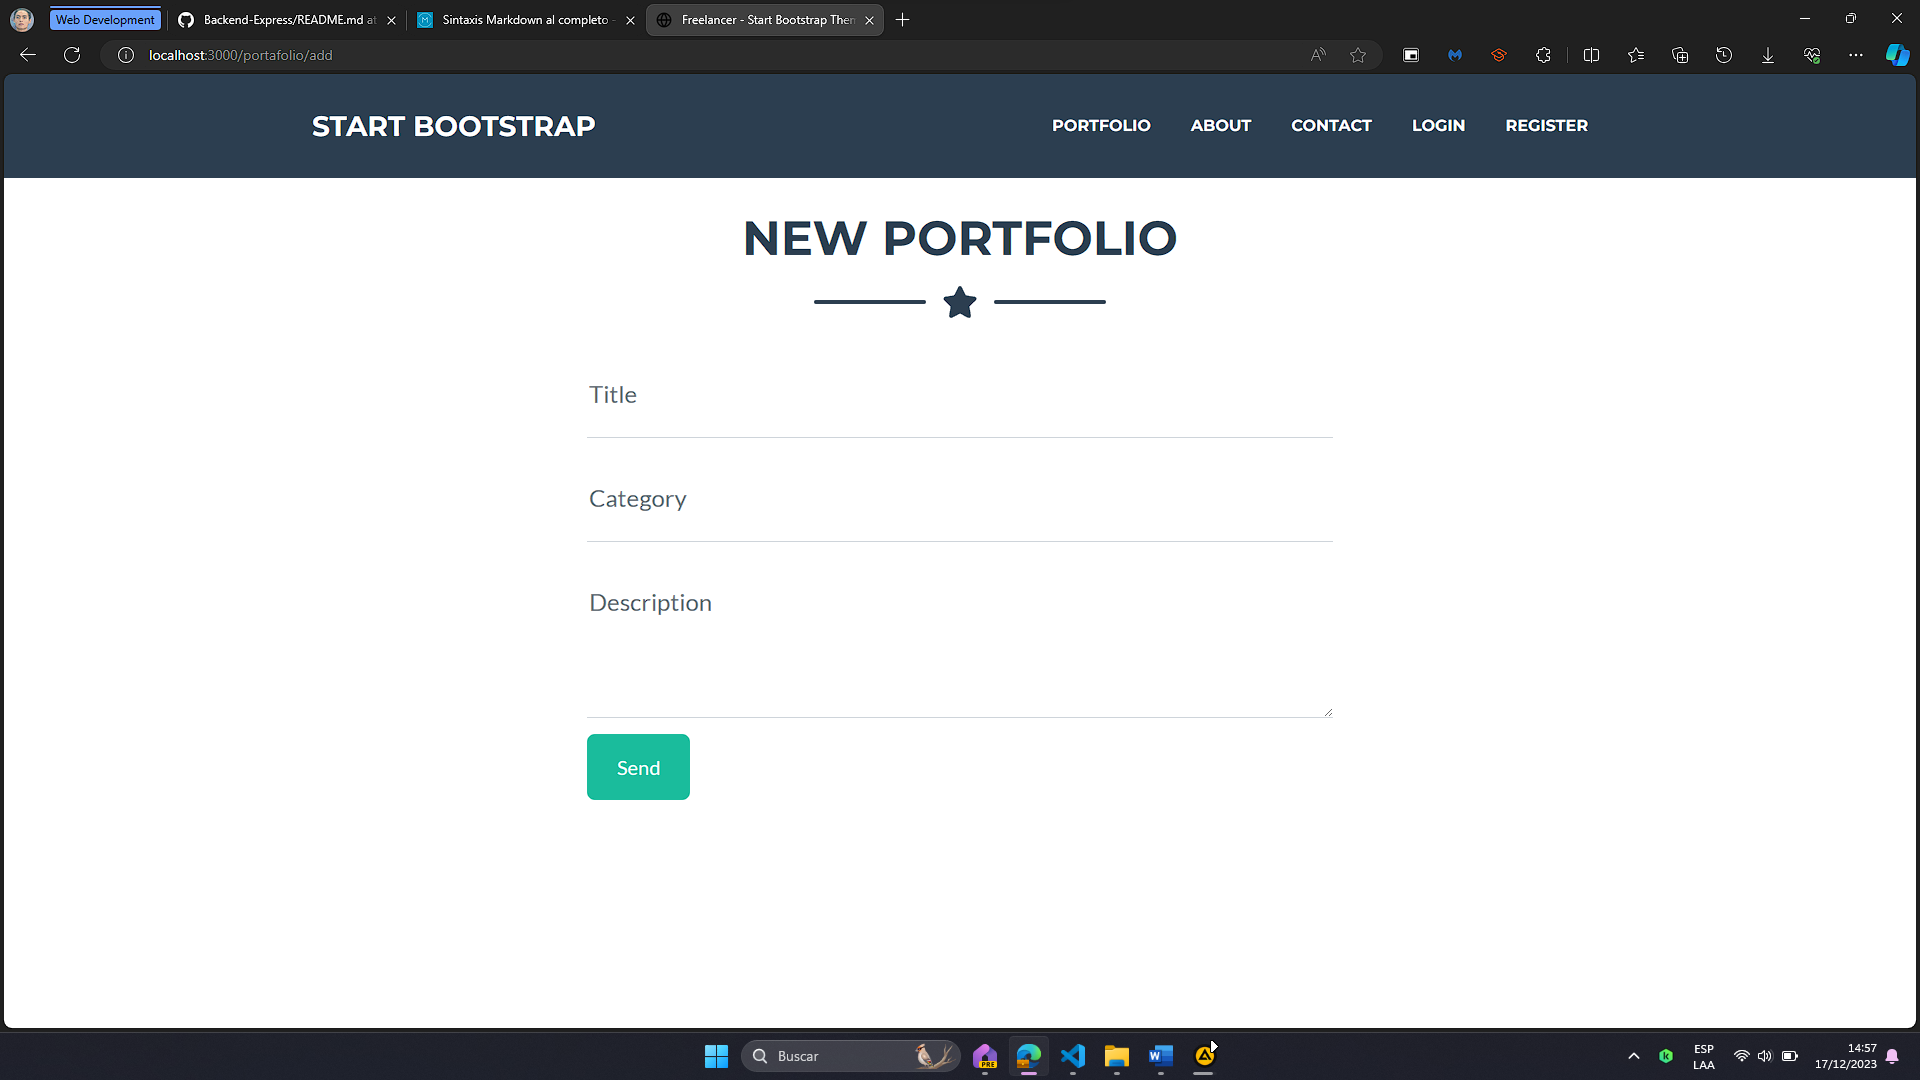 Web Development
Backend-Express/README.md at
Sintaxis Markdown al completo -
Freelancer - Start Bootstrap Them
localhost:3000/portafolio/add
START BOOTSTRAP
PORTFOLIO ABOUT CONTACT LOGIN REGISTER
NEW PORTFOLIO
Title
Category
Description
Send
Buscar
PRE
ESP
LAA
14:57
17/12/2023